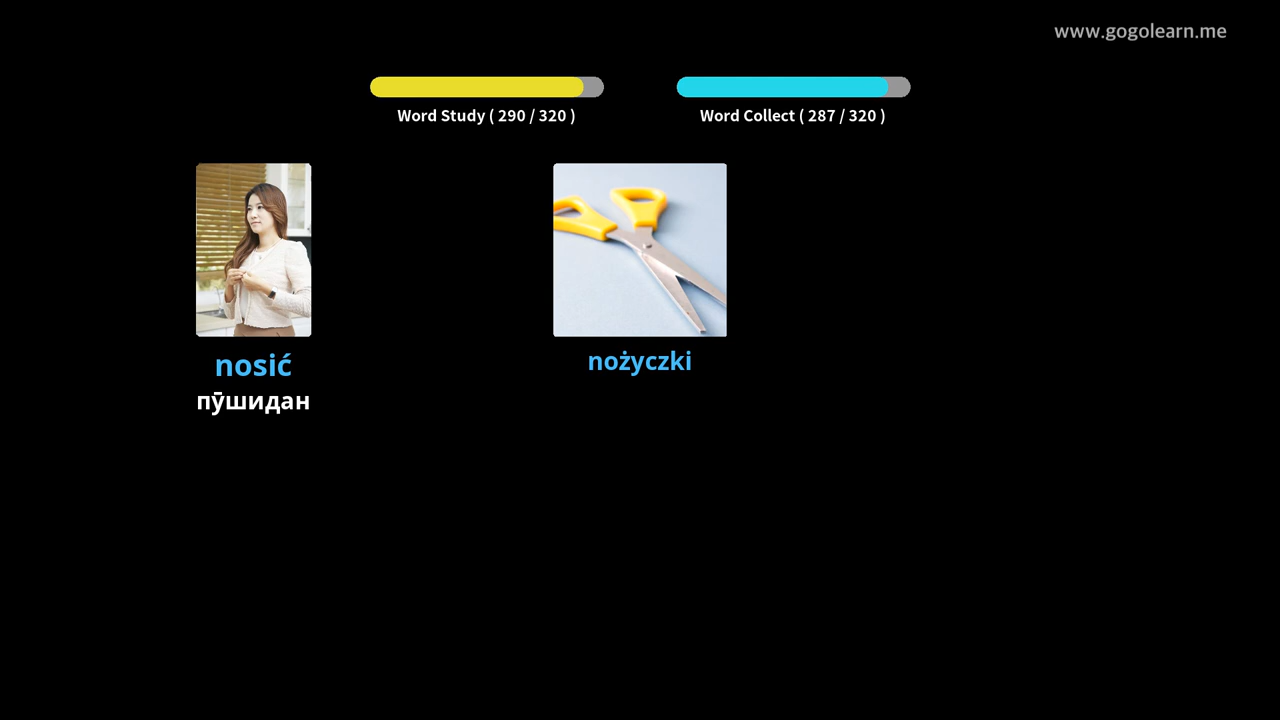 www.gogolearn.me
Word Study ( 290 / 320 )
Word Collect ( 287 / 320 )
nosić
пӯшидан
nożyczki